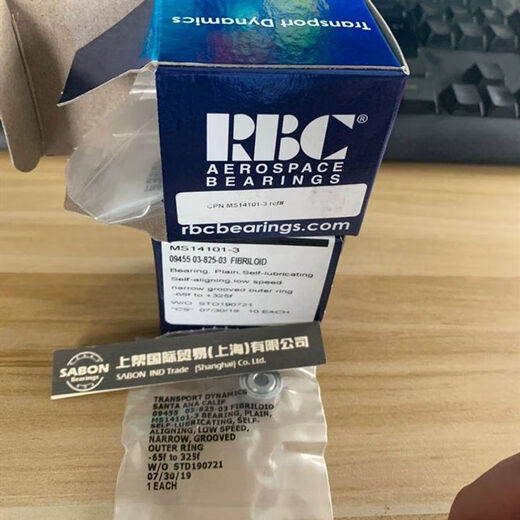 Transport Dynamics
RBC®
AEROSPACE
BEARINGS
CPN MS14101-3 refill
rbcbearings.com
MS14101-3
09455 03-825-03 FIBRILOID
Bearing, Plain,Self-lubricating
Self-aligning,low speed
narrow grooved outer ring
-65f to +325f
W/O STD190721
"CS" 07/30/19 10 EACH
SABON
Bearings
上帮国际贸易(上海)有限公司
SABON IND Trade (Shanghai) Co. Ltd.
TRANSPORT DYNAMICS
SANTA ANA CALIF
09455 03-825-03 FIBRILOID
MS14101-3 BEARING, PLAIN,
SELF-LUBRICATING, SELF-
ALIGNING, LOW SPEED,
NARROW, GROOVED
OUTER RING
-65f to 325f
W/O STD190721
07/30/19
1 EACH